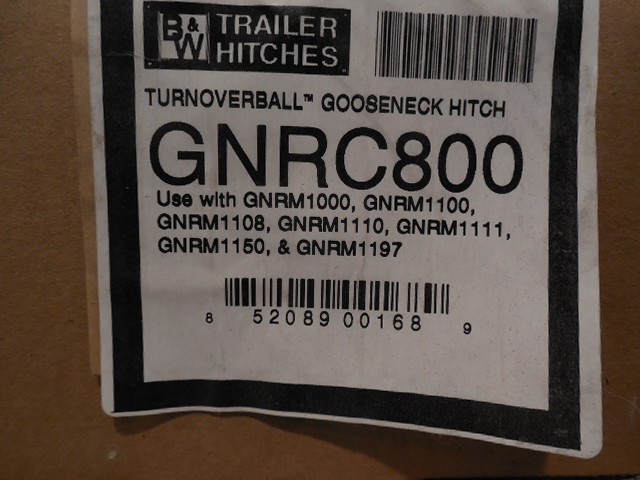 B&W TRAILER
HITCHES
TURNOVERBALL™ GOOSENECK HITCH
GNRC800
Use with GNRM1000, GNRM1100,
GNRM1108, GNRM1110, GNRM1111,
GNRM1150, & GNRM1197
8 52089 00168 9